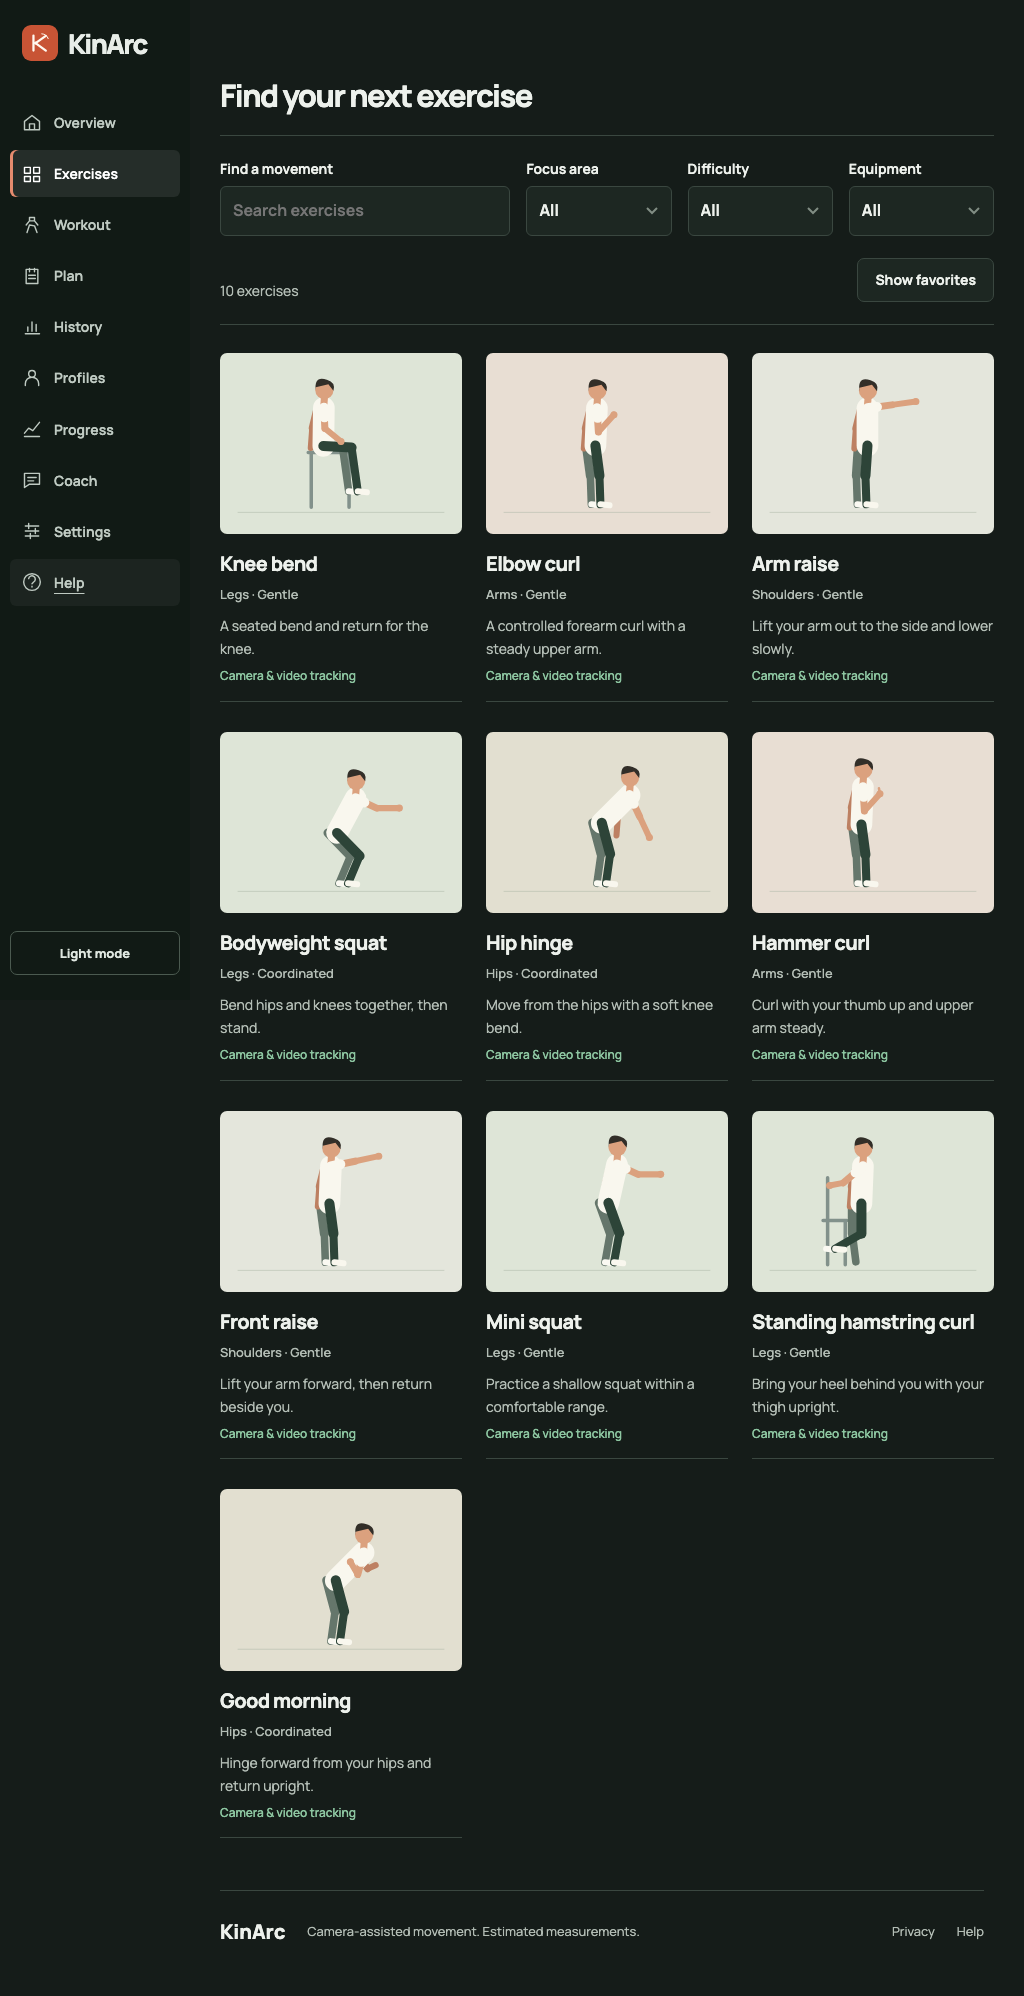 KinArc
Overview
Exercises
Workout
Plan
History
Profiles
Progress
Coach
Settings
Help
Light mode
Find your next exercise
Find a movement
Search exercises
Focus area
All
Difficulty
All
Equipment
All
10 exercises
Show favorites
Knee bend
Legs · Gentle
A seated bend and return for the
knee.
Camera & video tracking
Elbow curl
Arms · Gentle
A controlled forearm curl with a
steady upper arm.
Camera & video tracking
Arm raise
Shoulders · Gentle
Lift your arm out to the side and lower
slowly.
Camera & video tracking
Bodyweight squat
Legs · Coordinated
Bend hips and knees together, then
stand.
Camera & video tracking
Hip hinge
Hips · Coordinated
Move from the hips with a soft knee
bend.
Camera & video tracking
Hammer curl
Arms · Gentle
Curl with your thumb up and upper
arm steady.
Camera & video tracking
Front raise
Shoulders · Gentle
Lift your arm forward, then return
beside you.
Camera & video tracking
Mini squat
Legs · Gentle
Practice a shallow squat within a
comfortable range.
Camera & video tracking
Standing hamstring curl
Legs · Gentle
Bring your heel behind you with your
thigh upright.
Camera & video tracking
Good morning
Hips · Coordinated
Hinge forward from your hips and
return upright.
Camera & video tracking
KinArc
Camera-assisted movement. Estimated measurements.
Privacy
Help